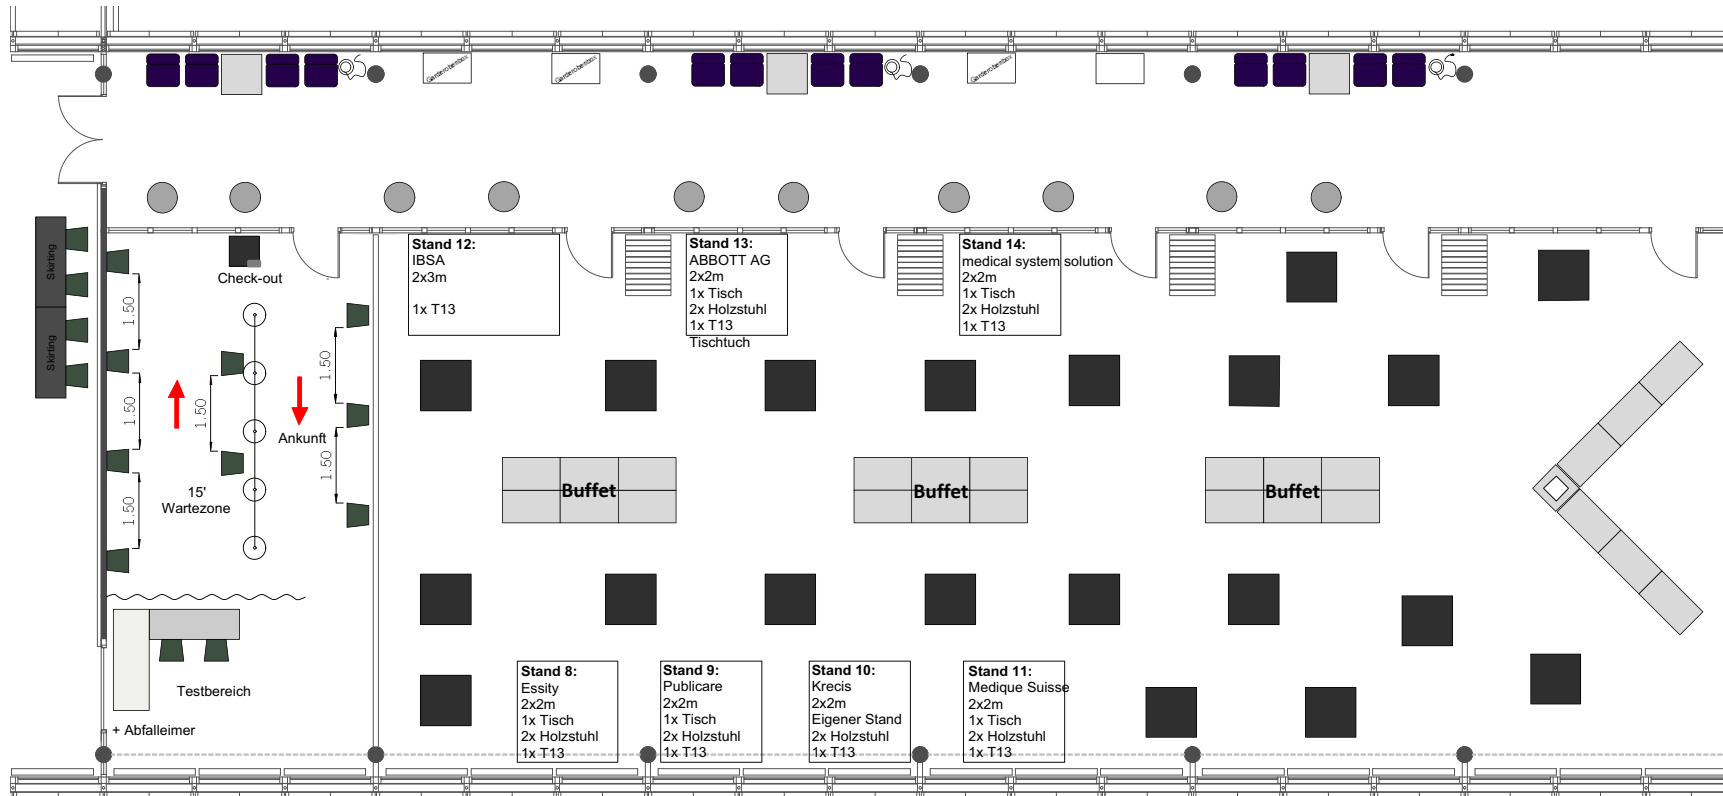 Garderobenbox
Garderobenbox
Garderobenbox
Skirting
Skirting
Check-out
1.50
1.50
1.50
1.50
1.50
1.50
Ankunft
15'
Wartezone
Testbereich
+ Abfalleimer
Stand 12:
IBSA
2x3m
1x T13
Stand 13:
ABBOTT AG
2x2m
1x Tisch
2x Holzstuhl
1x T13
Tischtuch
Stand 14:
medical system solution
2x2m
1x Tisch
2x Holzstuhl
1x T13
Buffet
Buffet
Buffet
Stand 8:
Essity
2x2m
1x Tisch
2x Holzstuhl
1x T13
Stand 9:
Publicare
2x2m
1x Tisch
2x Holzstuhl
1x T13
Stand 10:
Krecis
2x2m
Eigener Stand
2x Holzstuhl
1x T13
Stand 11:
Medique Suisse
2x2m
1x Tisch
2x Holzstuhl
1x T13